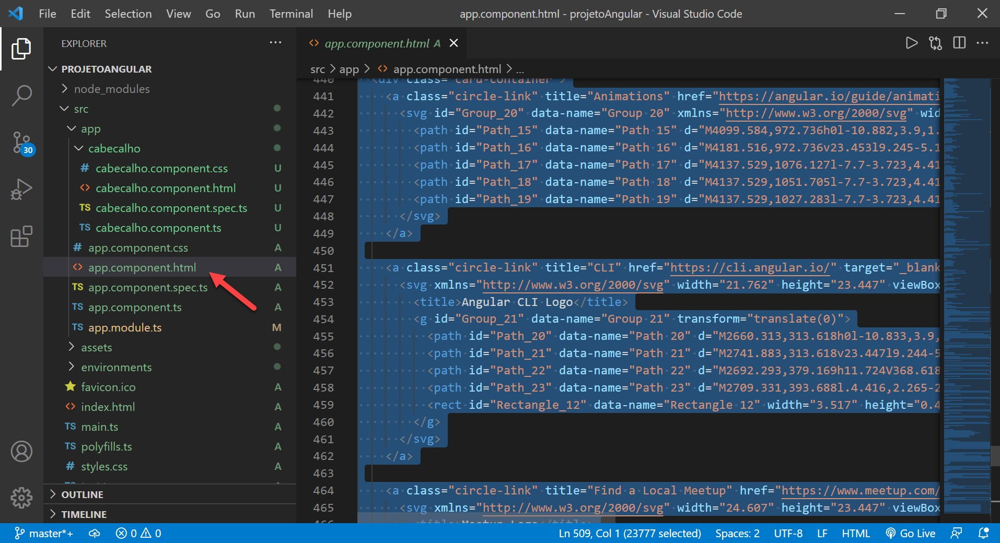 File Edit Selection View Go Run Terminal Help
app.component.html - projetoAngular - Visual Studio Code
EXPLORER
PROJETOANGULAR
node_modules
src
app
cabecalho
cabecalho.component.css U
cabecalho.component.html U
TS cabecalho.component.spec.ts U
TS cabecalho.component.ts U
app.component.css A
app.component.html A
TS app.component.spec.ts A
TS app.component.ts A
TS app.module.ts M
assets
environments
favicon.ico A
index.html A
TS main.ts A
TS polyfills.ts A
styles.css A
OUTLINE
TIMELINE
30
app.component.html A
src > app > app.component.html > ...
441 <a class="circle-link" title="Animations" href="https://angular.io/guide/animati
442 <svg id="Group_20" data-name="Group 20" xmlns="http://www.w3.org/2000/svg" wid
443 <path id="Path_15" data-name="Path 15" d="M4099.584,972.736h0l-10.882,3.9,1.
444 <path id="Path_16" data-name="Path 16" d="M4181.516,972.736v23.453l9.245-5.1
445 <path id="Path_17" data-name="Path 17" d="M4137.529,1076.127l-7.7-3.723,4.41
446 <path id="Path_18" data-name="Path 18" d="M4137.529,1051.705l-7.7-3.723,4.41
447 <path id="Path_19" data-name="Path 19" d="M4137.529,1027.283l-7.7-3.723,4.41
448 </svg>
449 </a>
450
451 <a class="circle-link" title="CLI" href="https://cli.angular.io/" target="_blank
452 <svg xmlns="http://www.w3.org/2000/svg" width="21.762" height="23.447" viewBox
453 <title>Angular CLI Logo</title>
454 <g id="Group_21" data-name="Group 21" transform="translate(0)">
455 <path id="Path_20" data-name="Path 20" d="M2660.313,313.618h0l-10.833,3.9,
456 <path id="Path_21" data-name="Path 21" d="M2741.883,313.618v23.447l9.244-5
457 <path id="Path_22" data-name="Path 22" d="M2692.293,379.169h11.724V368.618
458 <path id="Path_23" data-name="Path 23" d="M2709.331,393.688l.4.416,2.265-2
459 <rect id="Rectangle_12" data-name="Rectangle 12" width="3.517" height="0.4
460 </g>
461 </svg>
462 </a>
463
464 <a class="circle-link" title="Find a Local Meetup" href="https://www.meetup.com/
465 <svg xmlns="http://www.w3.org/2000/svg" width="24.607" height="23.447" viewBox
master*+ 0 0 Ln 509, Col 1 (23777 selected) Spaces: 2 UTF-8 LF HTML Go Live